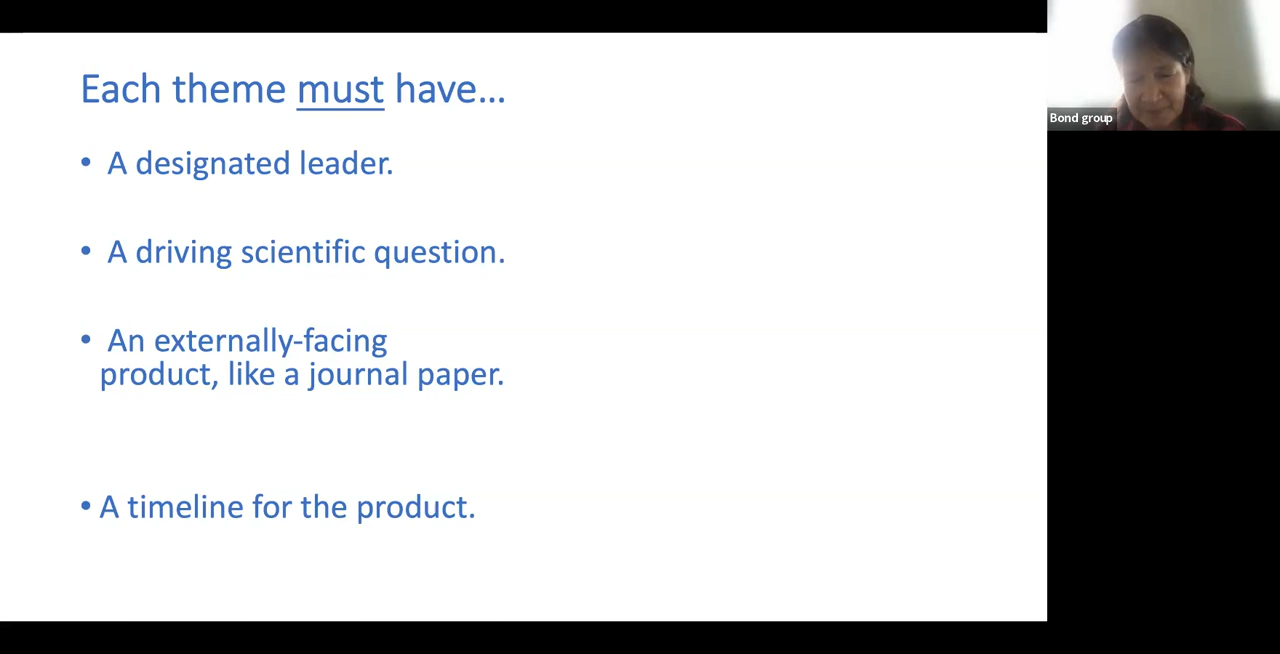 Each theme must have...
• A designated leader.
• A driving scientific question.
• An externally-facing
product, like a journal paper.
• A timeline for the product.
Bond group